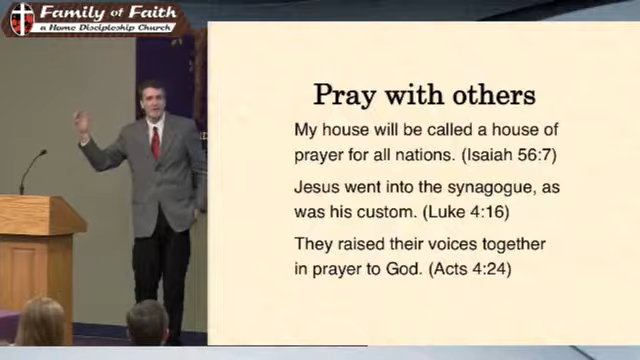 Family of Faith
a Home Discipleship Church
Pray with others
My house will be called a house of
prayer for all nations. (Isaiah 56:7)
Jesus went into the synagogue, as
was his custom. (Luke 4:16)
They raised their voices together
in prayer to God. (Acts 4:24)